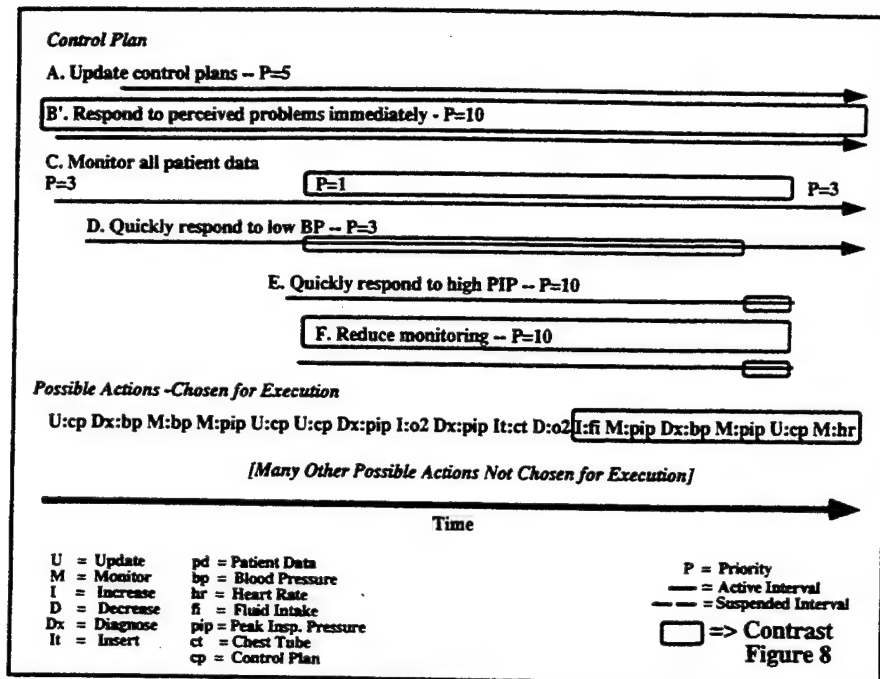 Control Plan
A. Update control plans -- P=5
B'. Respond to perceived problems immediately - P=10
C. Monitor all patient data
P=3 P=1 P=3
D. Quickly respond to low BP -- P=3
E. Quickly respond to high PIP -- P=10
F. Reduce monitoring -- P=10
Possible Actions -Chosen for Execution
U:cp Dx:bp M:bp M:pip U:cp U:cp Dx:pip I:o2 Dx:pip It:ct D:o2 I:fi M:pip Dx:bp M:pip U:cp M:hr
[Many Other Possible Actions Not Chosen for Execution]
Time
U = Update
M = Monitor
I = Increase
D = Decrease
Dx = Diagnose
It = Insert
pd = Patient Data
bp = Blood Pressure
hr = Heart Rate
fi = Fluid Intake
pip = Peak Insp. Pressure
ct = Chest Tube
cp = Control Plan
P = Priority
= Active Interval
= Suspended Interval
=> Contrast
Figure 8